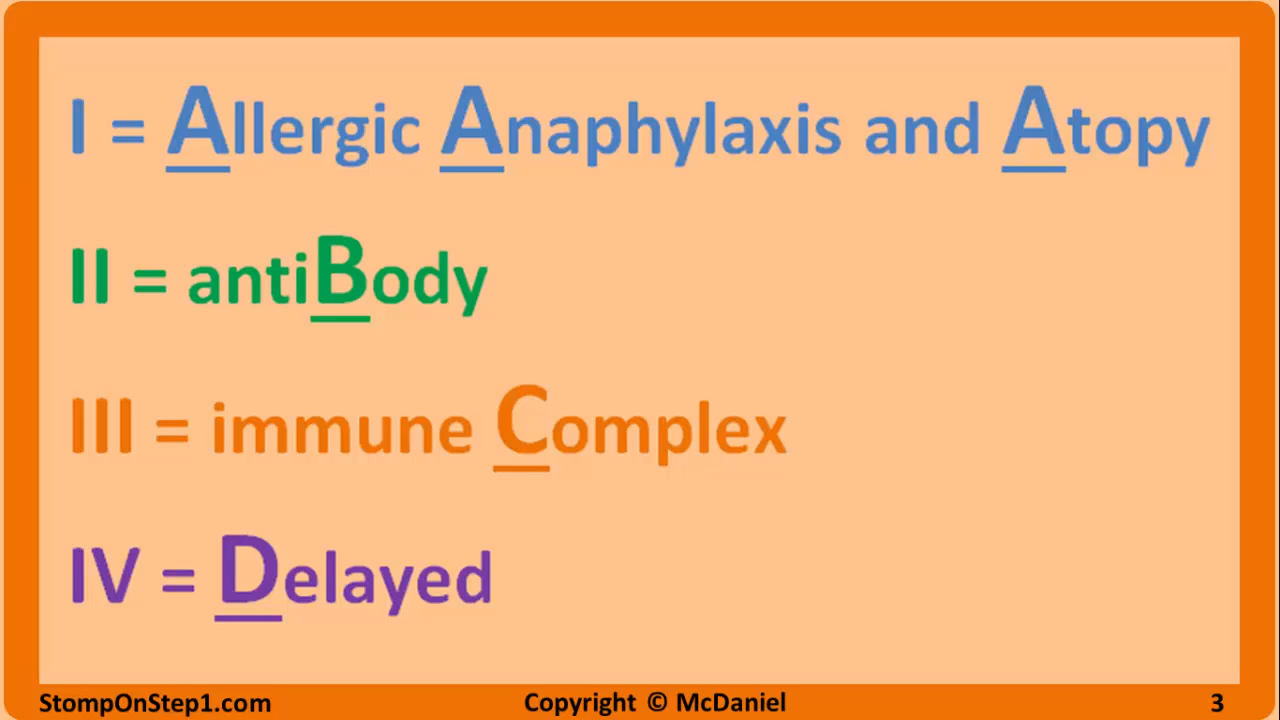 I = Allergic Anaphylaxis and Atopy
II = antiBody
III = immune Complex
IV = Delayed
StompOnStep1.com Copyright © McDaniel 3